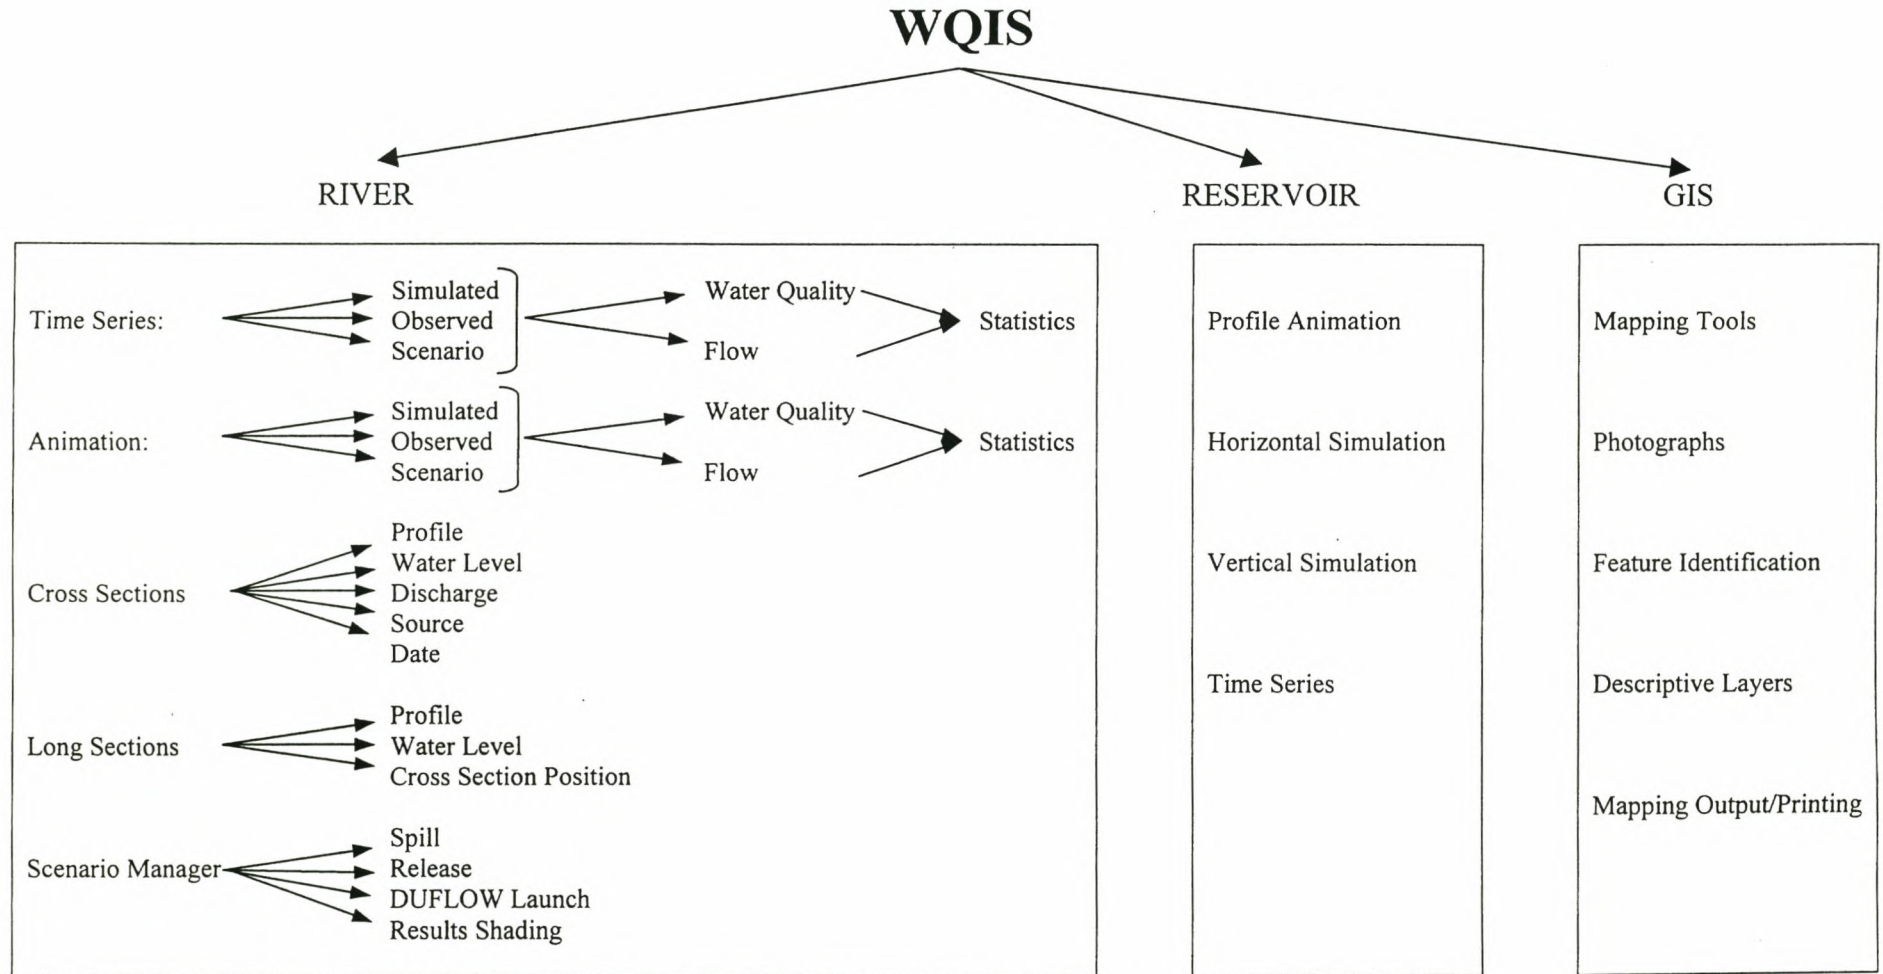 WQIS
RIVER
RESERVOIR
GIS
Time Series:
Simulated
Observed
Scenario
Water Quality
Flow
Statistics
Animation:
Simulated
Observed
Scenario
Water Quality
Flow
Statistics
Cross Sections
Profile
Water Level
Discharge
Source
Date
Long Sections
Profile
Water Level
Cross Section Position
Scenario Manager
Spill
Release
DUFLOW Launch
Results Shading
Profile Animation
Horizontal Simulation
Vertical Simulation
Time Series
Mapping Tools
Photographs
Feature Identification
Descriptive Layers
Mapping Output/Printing